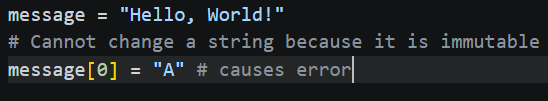 message = "Hello, World!"
# Cannot change a string because it is immutable
message[0] = "A" # causes error